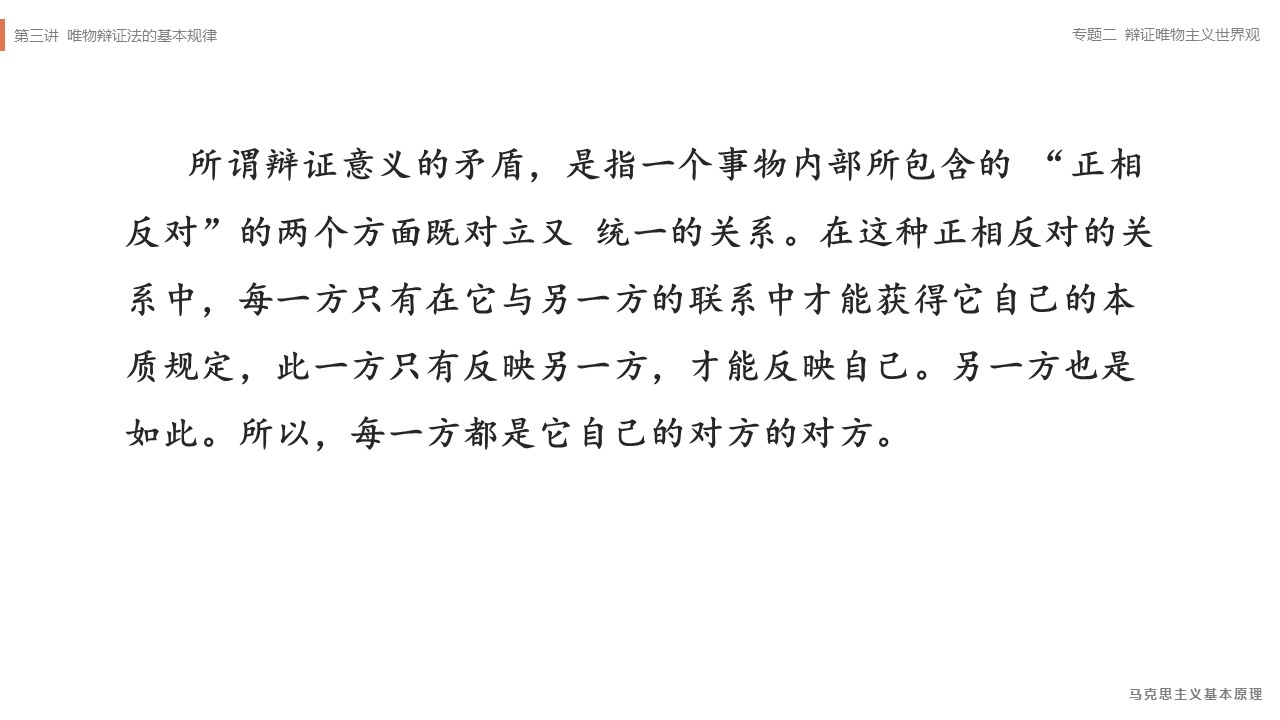 第三讲 唯物辩证法的基本规律
专题二 辩证唯物主义世界观
所谓辩证意义的矛盾，是指一个事物内部所包含的 “正相
反对”的两个方面既对立又 统一的关系。在这种正相反对的关
系中，每一方只有在它与另一方的联系中才能获得它自己的本
质规定，此一方只有反映另一方，才能反映自己。另一方也是
如此。所以，每一方都是它自己的对方的对方。
马克思主义基本原理